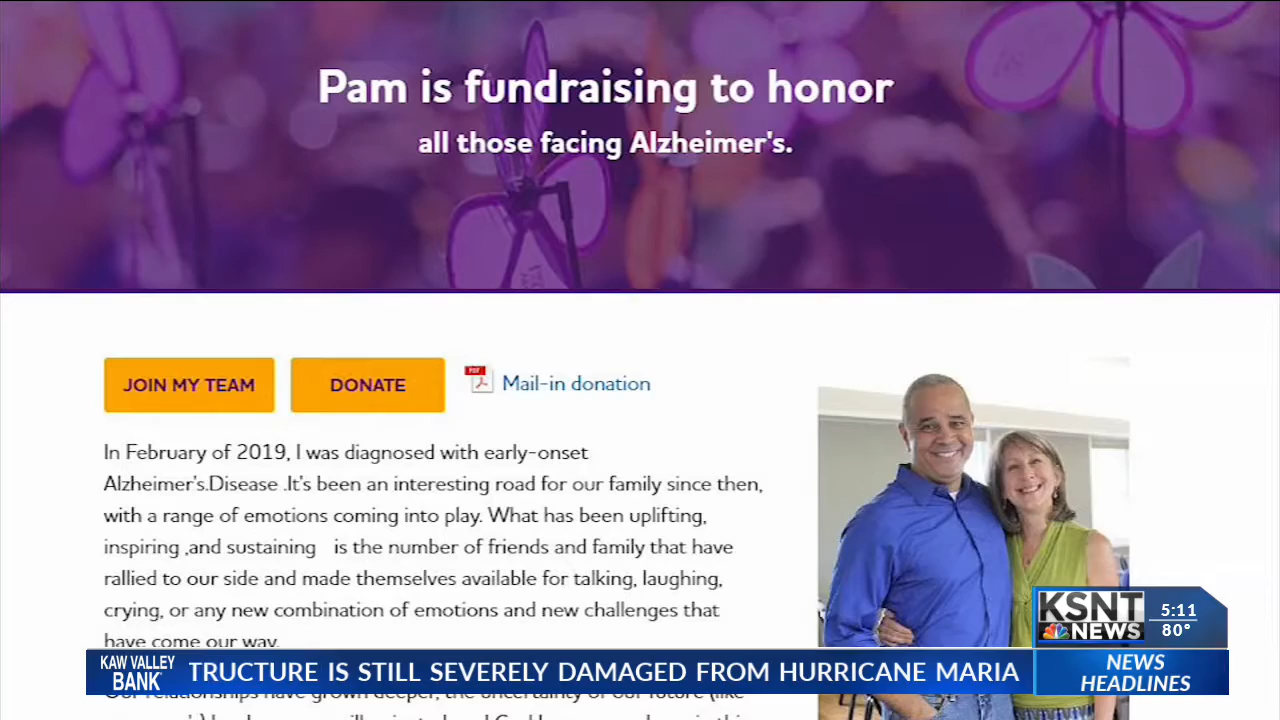 Pam is fundraising to honor
all those facing Alzheimer's.
JOIN MY TEAM
DONATE
PDF
Mail-in donation
In February of 2019, I was diagnosed with early-onset
Alzheimer's.Disease .It's been an interesting road for our family since then,
with a range of emotions coming into play. What has been uplifting,
inspiring ,and sustaining is the number of friends and family that have
rallied to our side and made themselves available for talking, laughing,
crying, or any new combination of emotions and new challenges that
have come our way.
KSNT
NEWS
5:11
80°
KAW VALLEY
BANK
TRUCTURE IS STILL SEVERELY DAMAGED FROM HURRICANE MARIA
NEWS
HEADLINES